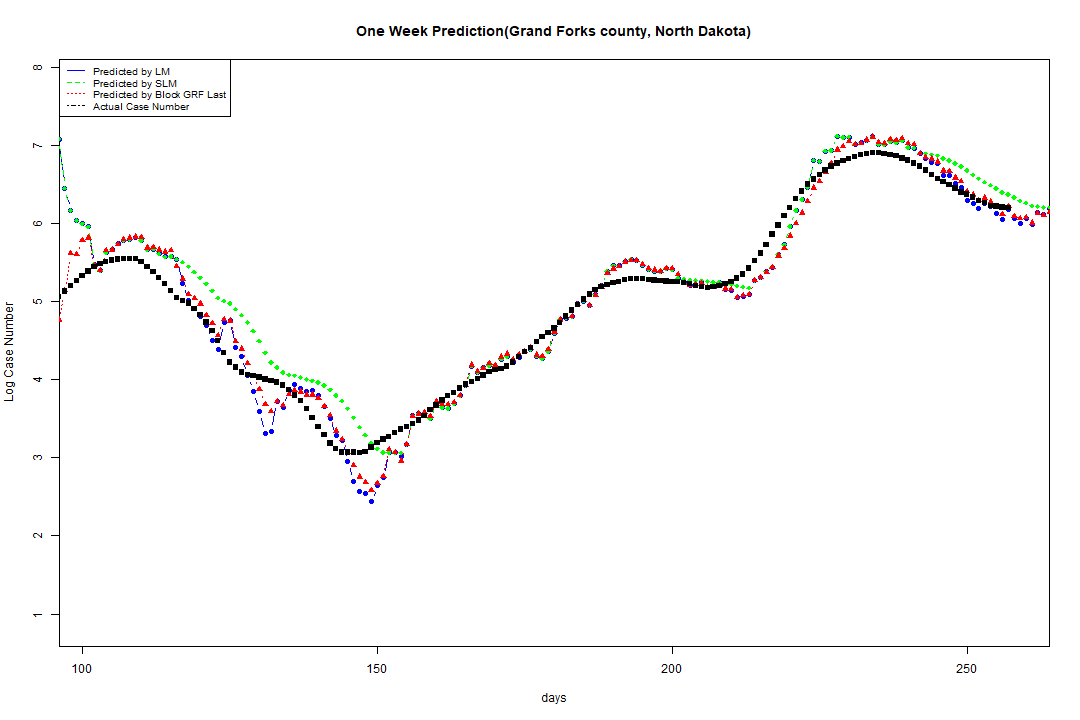 One Week Prediction(Grand Forks county, North Dakota)
Predicted by LM
Predicted by SLM
Predicted by Block GRF Last
Actual Case Number
8
7
6
5
4
3
2
1
Log Case Number
100 150 200 250
days